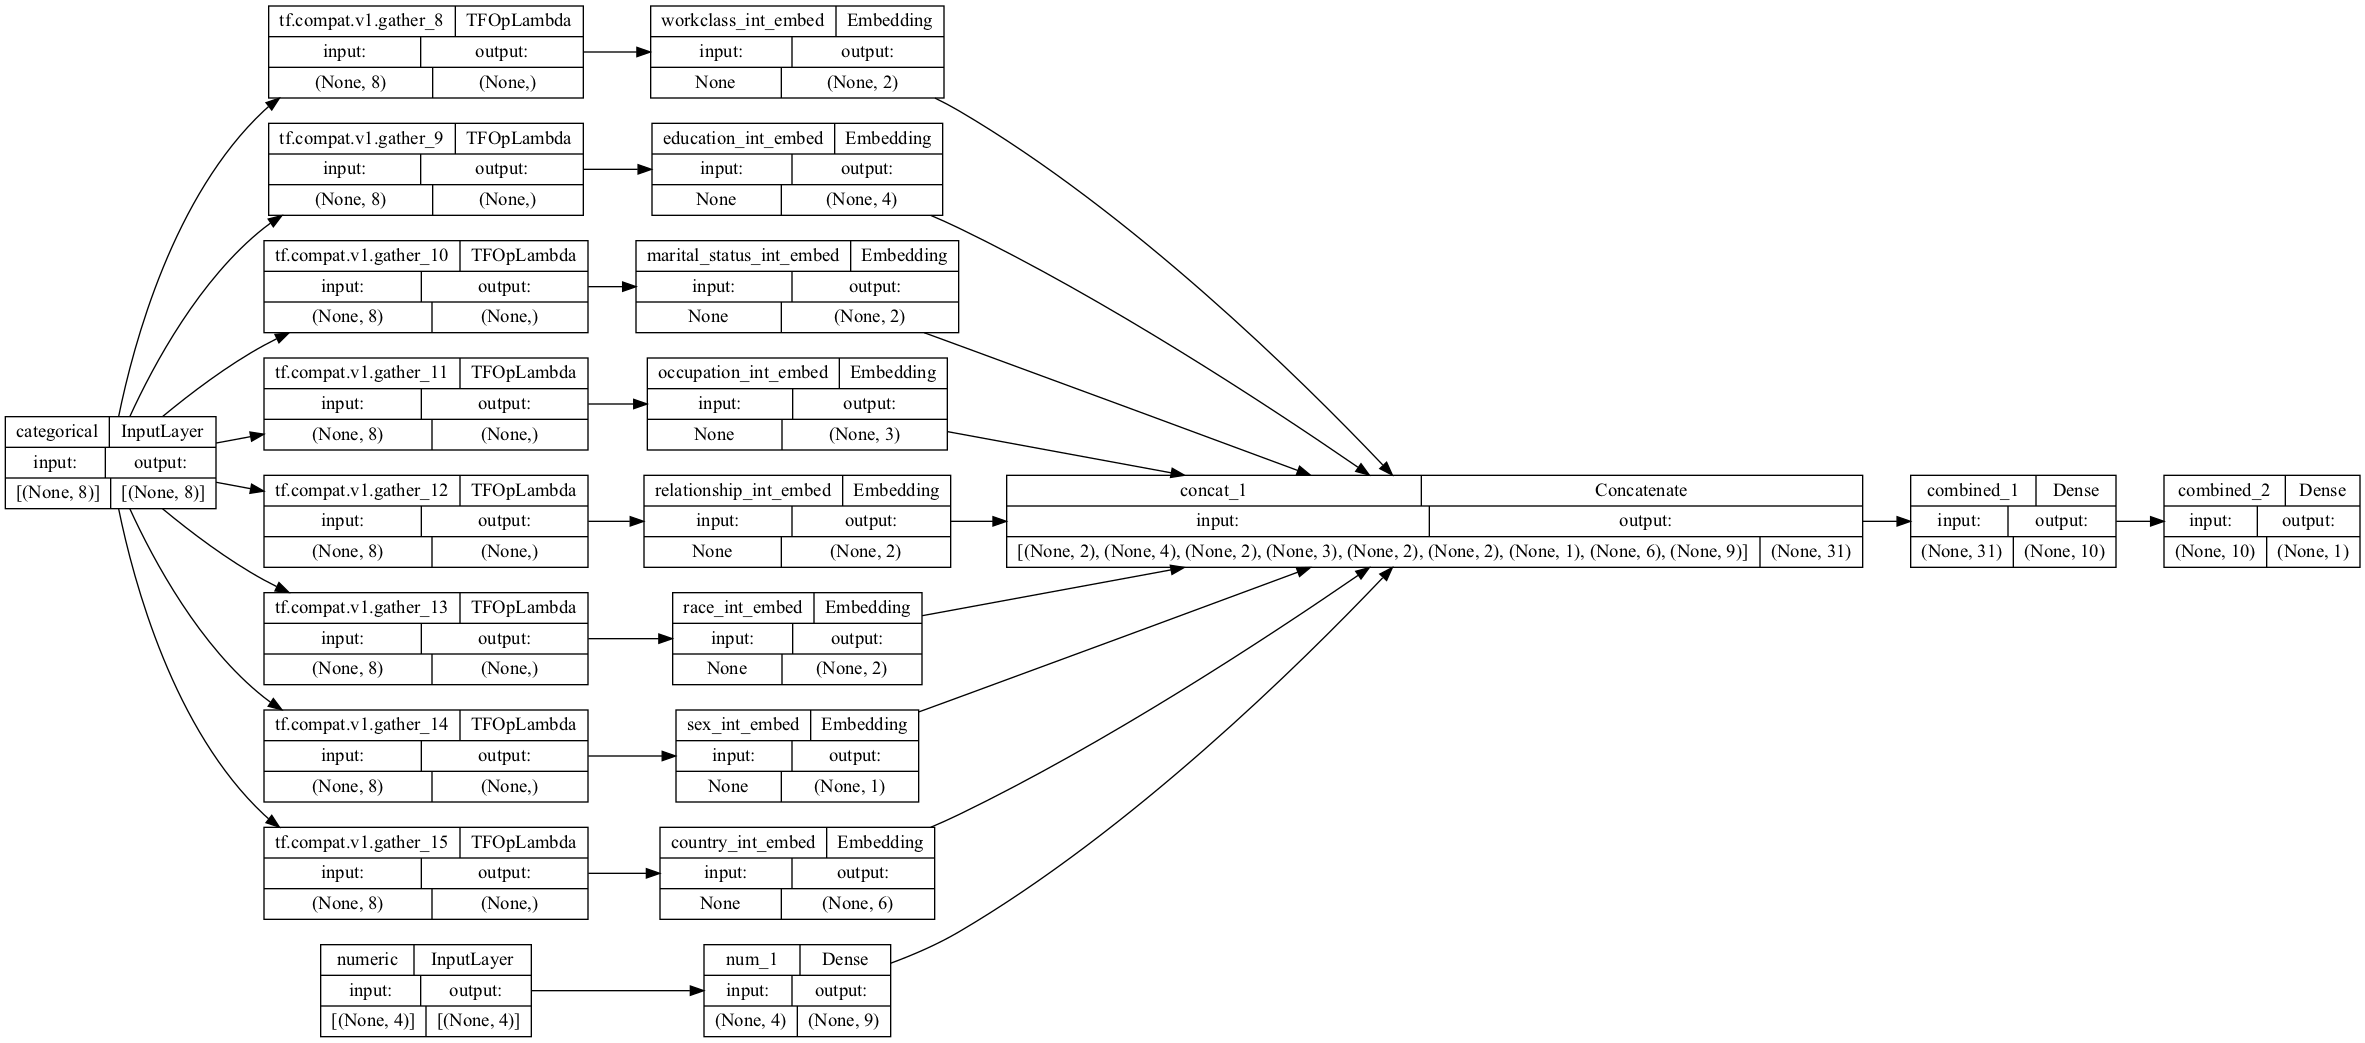 tf.compat.v1.gather_8 TFOpLambda
input: output:
(None, 8) (None,)
workclass_int_embed Embedding
input: output:
None (None, 2)
tf.compat.v1.gather_9 TFOpLambda
input: output:
(None, 8) (None,)
education_int_embed Embedding
input: output:
None (None, 4)
tf.compat.v1.gather_10 TFOpLambda
input: output:
(None, 8) (None,)
marital_status_int_embed Embedding
input: output:
None (None, 2)
tf.compat.v1.gather_11 TFOpLambda
input: output:
(None, 8) (None,)
occupation_int_embed Embedding
input: output:
None (None, 3)
categorical InputLayer
input: output:
[(None, 8)] [(None, 8)]
tf.compat.v1.gather_12 TFOpLambda
input: output:
(None, 8) (None,)
relationship_int_embed Embedding
input: output:
None (None, 2)
concat_1 Concatenate
input: output:
[(None, 2), (None, 4), (None, 2), (None, 3), (None, 2), (None, 2), (None, 1), (None, 6), (None, 9)] (None, 31)
combined_1 Dense
input: output:
(None, 31) (None, 10)
combined_2 Dense
input: output:
(None, 10) (None, 1)
tf.compat.v1.gather_13 TFOpLambda
input: output:
(None, 8) (None,)
race_int_embed Embedding
input: output:
None (None, 2)
tf.compat.v1.gather_14 TFOpLambda
input: output:
(None, 8) (None,)
sex_int_embed Embedding
input: output:
None (None, 1)
tf.compat.v1.gather_15 TFOpLambda
input: output:
(None, 8) (None,)
country_int_embed Embedding
input: output:
None (None, 6)
numeric InputLayer
input: output:
[(None, 4)] [(None, 4)]
num_1 Dense
input: output:
(None, 4) (None, 9)